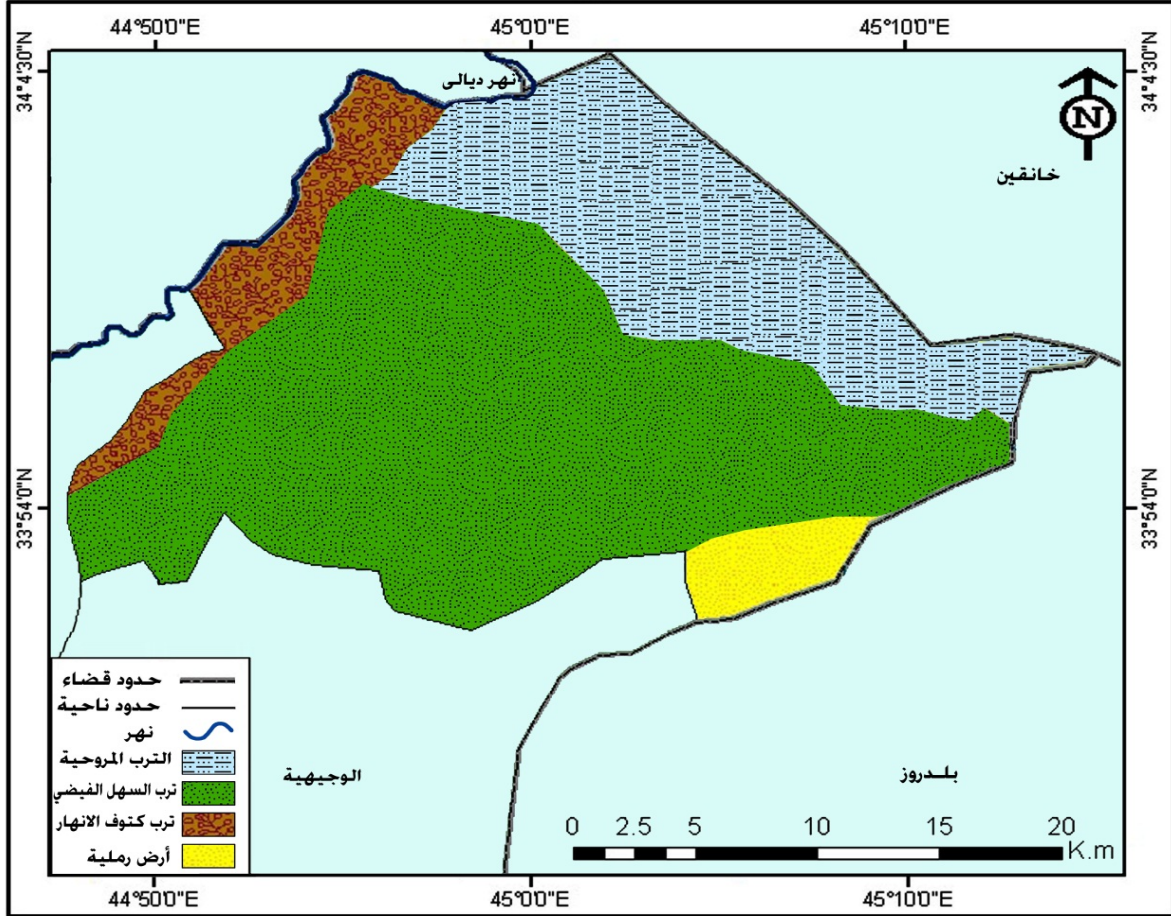 44°50'0"E 45°0'0"E 45°10'0"E
34°4'30"N 34°4'30"N
نهر ديالى
N
خانقين
33°54'0"N 33°54'0"N
حدود قضاء
حدود ناحية
نهر
الترب المروحية
ترب السهل الفيضي
ترب كتوف الانهار
أرض رملية
الوجيهية
بلدروز
0 2.5 5 10 15 20
K.m
44°50'0"E 45°0'0"E 45°10'0"E